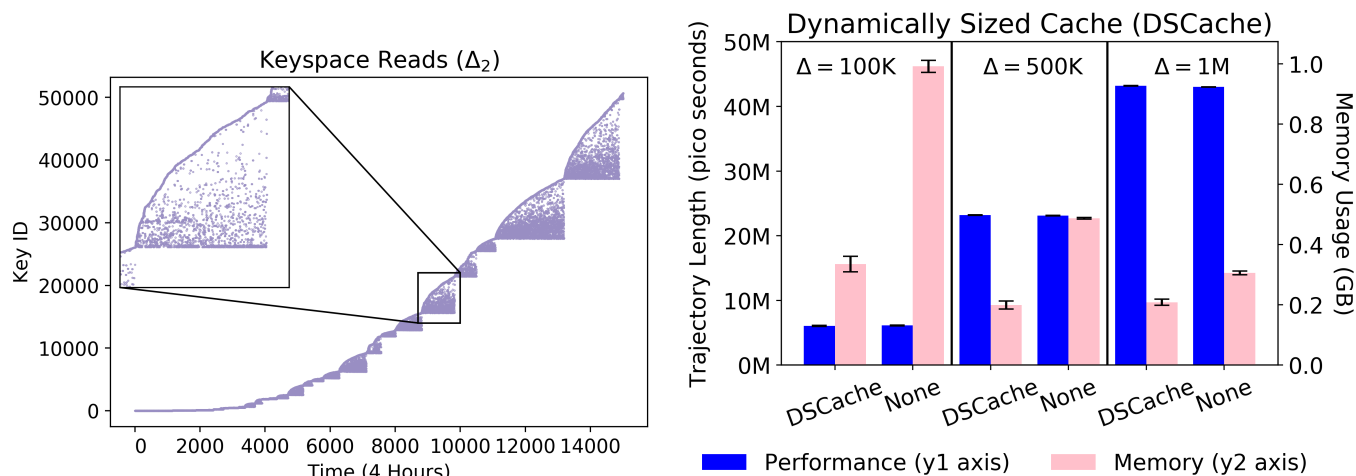 Keyspace Reads (Δ₂)
Key ID
50000
40000
30000
20000
10000
0
0 2000 4000 6000 8000 10000 12000 14000
Time (4 Hours)
Dynamically Sized Cache (DSCache)
Trajectory Length (pico seconds)
50M
40M
30M
20M
10M
0M
Δ = 100K Δ = 500K Δ = 1M
1.0
0.8
0.6
0.4
0.2
0.0
Memory Usage (GB)
DSCache None DSCache None DSCache None
Performance (y1 axis) Memory (y2 axis)